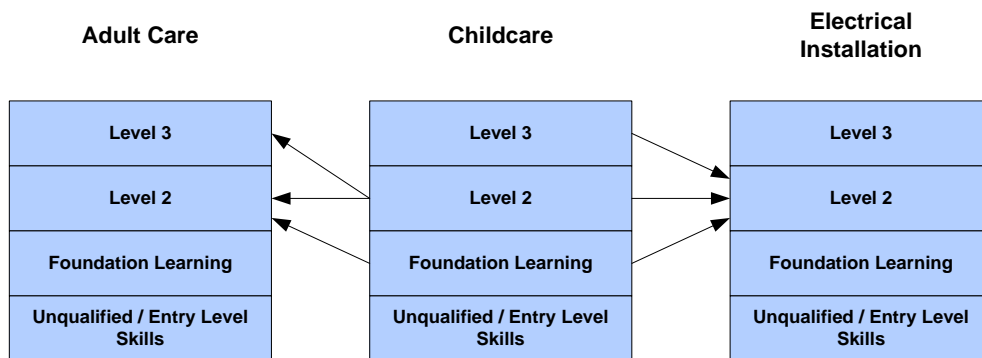 Adult Care
Childcare
Electrical
Installation
Level 3
Level 3
Level 3
Level 2
Level 2
Level 2
Foundation Learning
Foundation Learning
Foundation Learning
Unqualified / Entry Level
Skills
Unqualified / Entry Level
Skills
Unqualified / Entry Level
Skills